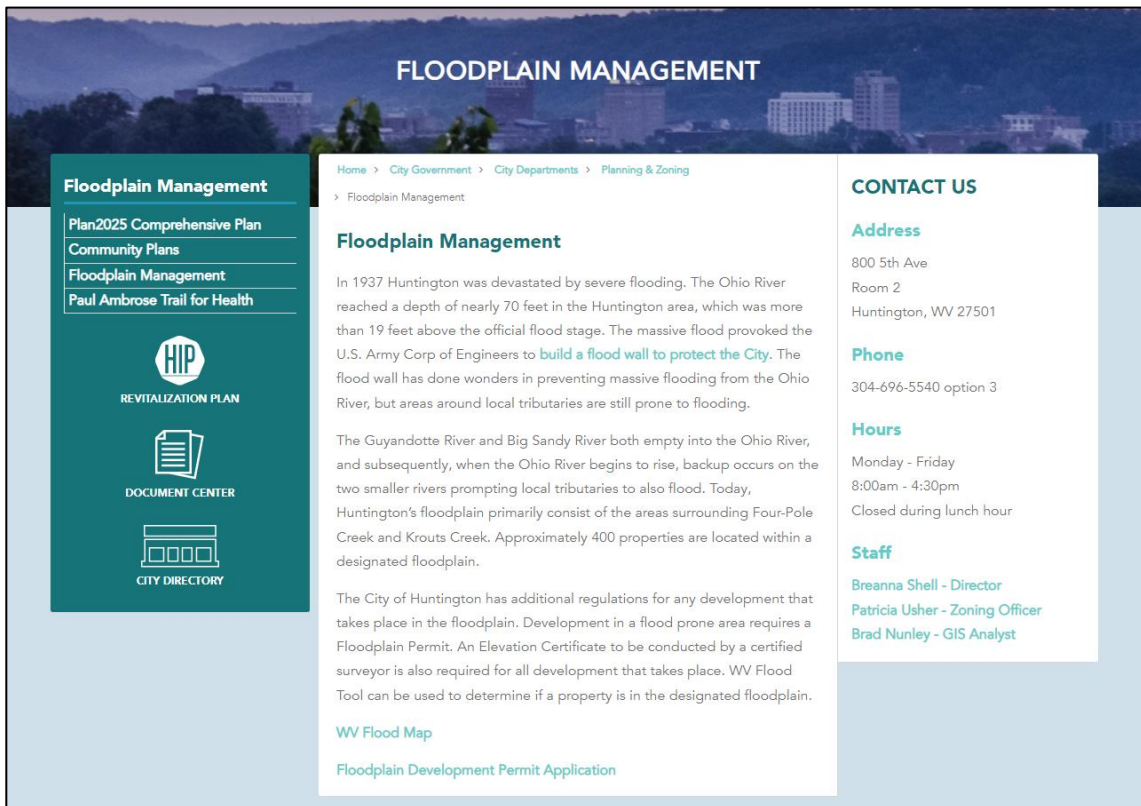 FLOODPLAIN MANAGEMENT
Floodplain Management
Plan2025 Comprehensive Plan
Community Plans
Floodplain Management
Paul Ambrose Trail for Health
HIP
REVITALIZATION PLAN
DOCUMENT CENTER
CITY DIRECTORY
Home > City Government > City Departments > Planning & Zoning
> Floodplain Management
Floodplain Management
In 1937 Huntington was devastated by severe flooding. The Ohio River
reached a depth of nearly 70 feet in the Huntington area, which was more
than 19 feet above the official flood stage. The massive flood provoked the
U.S. Army Corp of Engineers to build a flood wall to protect the City. The
flood wall has done wonders in preventing massive flooding from the Ohio
River, but areas around local tributaries are still prone to flooding.
The Guyandotte River and Big Sandy River both empty into the Ohio River,
and subsequently, when the Ohio River begins to rise, backup occurs on the
two smaller rivers prompting local tributaries to also flood. Today,
Huntington's floodplain primarily consist of the areas surrounding Four-Pole
Creek and Krouts Creek. Approximately 400 properties are located within a
designated floodplain.
The City of Huntington has additional regulations for any development that
takes place in the floodplain. Development in a flood prone area requires a
Floodplain Permit. An Elevation Certificate to be conducted by a certified
surveyor is also required for all development that takes place. WV Flood
Tool can be used to determine if a property is in the designated floodplain.
WV Flood Map
Floodplain Development Permit Application
CONTACT US
Address
800 5th Ave
Room 2
Huntington, WV 27501
Phone
304-696-5540 option 3
Hours
Monday - Friday
8:00am - 4:30pm
Closed during lunch hour
Staff
Breanna Shell - Director
Patricia Usher - Zoning Officer
Brad Nunley - GIS Analyst